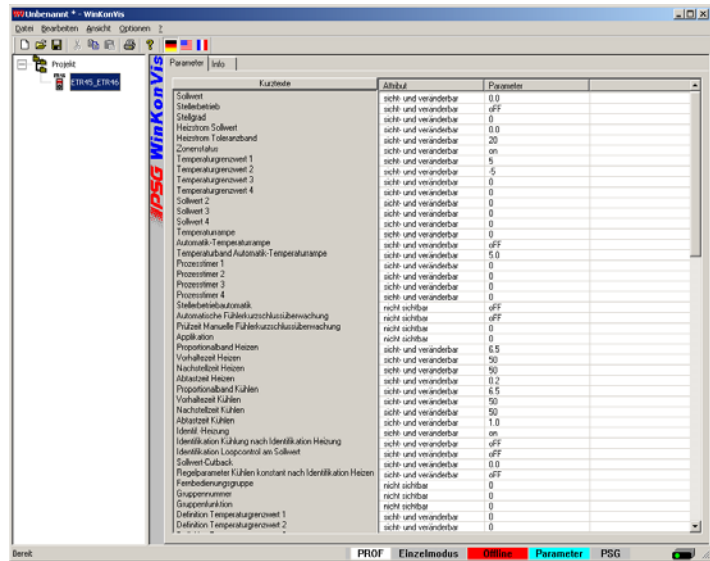 Unbenannt * - WinKonVis
Datei Bearbeiten Ansicht Optionen ?
Projekt
ETR45_ETR46
PSG WinKonVis
Parameter Info
Kurztexte Attribut Parameter
Sollwert sicht- und veränderbar 0.0
Stellerbetrieb sicht- und veränderbar oFF
Stellgrad sicht- und veränderbar 0
Heizstrom Sollwert sicht- und veränderbar 0.0
Heizstrom Toleranzband sicht- und veränderbar 20
Zonenstatus sicht- und veränderbar on
Temperaturgrenzwert 1 sicht- und veränderbar 5
Temperaturgrenzwert 2 sicht- und veränderbar -5
Temperaturgrenzwert 3 sicht- und veränderbar 0
Temperaturgrenzwert 4 sicht- und veränderbar 0
Sollwert 2 sicht- und veränderbar 0
Sollwert 3 sicht- und veränderbar 0
Sollwert 4 sicht- und veränderbar 0
Temperaturrampe sicht- und veränderbar 0
Automatik-Temperaturrampe sicht- und veränderbar oFF
Temperaturband Automatik-Temperaturrampe sicht- und veränderbar 5.0
Prozesstimer 1 sicht- und veränderbar 0
Prozesstimer 2 sicht- und veränderbar 0
Prozesstimer 3 sicht- und veränderbar 0
Prozesstimer 4 sicht- und veränderbar 0
Stellerbetriebautomatik nicht sichtbar oFF
Automatische Fühlerkurzschlussüberwachung sicht- und veränderbar oFF
Prüfzeit Manuelle Fühlerkurzschlussüberwachung nicht sichtbar 0
Applikation nicht sichtbar 0
Proportionalband Heizen sicht- und veränderbar 6.5
Vorhaltezeit Heizen sicht- und veränderbar 50
Nachstellzeit Heizen sicht- und veränderbar 50
Abtastzeit Heizen sicht- und veränderbar 0.2
Proportionalband Kühlen sicht- und veränderbar 6.5
Vorhaltezeit Kühlen sicht- und veränderbar 50
Nachstellzeit Kühlen sicht- und veränderbar 50
Abtastzeit Kühlen sicht- und veränderbar 1.0
Identif.-Heizung sicht- und veränderbar on
Identifikation Kühlung nach Identifikation Heizung sicht- und veränderbar oFF
Identifikation Loopcontrol am Sollwert sicht- und veränderbar oFF
Sollwert-Cutback sicht- und veränderbar 0.0
Regelparameter Kühlen konstant nach Identifikation Heizen sicht- und veränderbar oFF
Fernbedienungsgruppe nicht sichtbar 0
Gruppennummer nicht sichtbar 0
Gruppenfunktion nicht sichtbar 0
Definition Temperaturgrenzwert 1 sicht- und veränderbar 0
Definition Temperaturgrenzwert 2 sicht- und veränderbar 0
Bereit PROF Einzelmodus Offline Parameter PSG